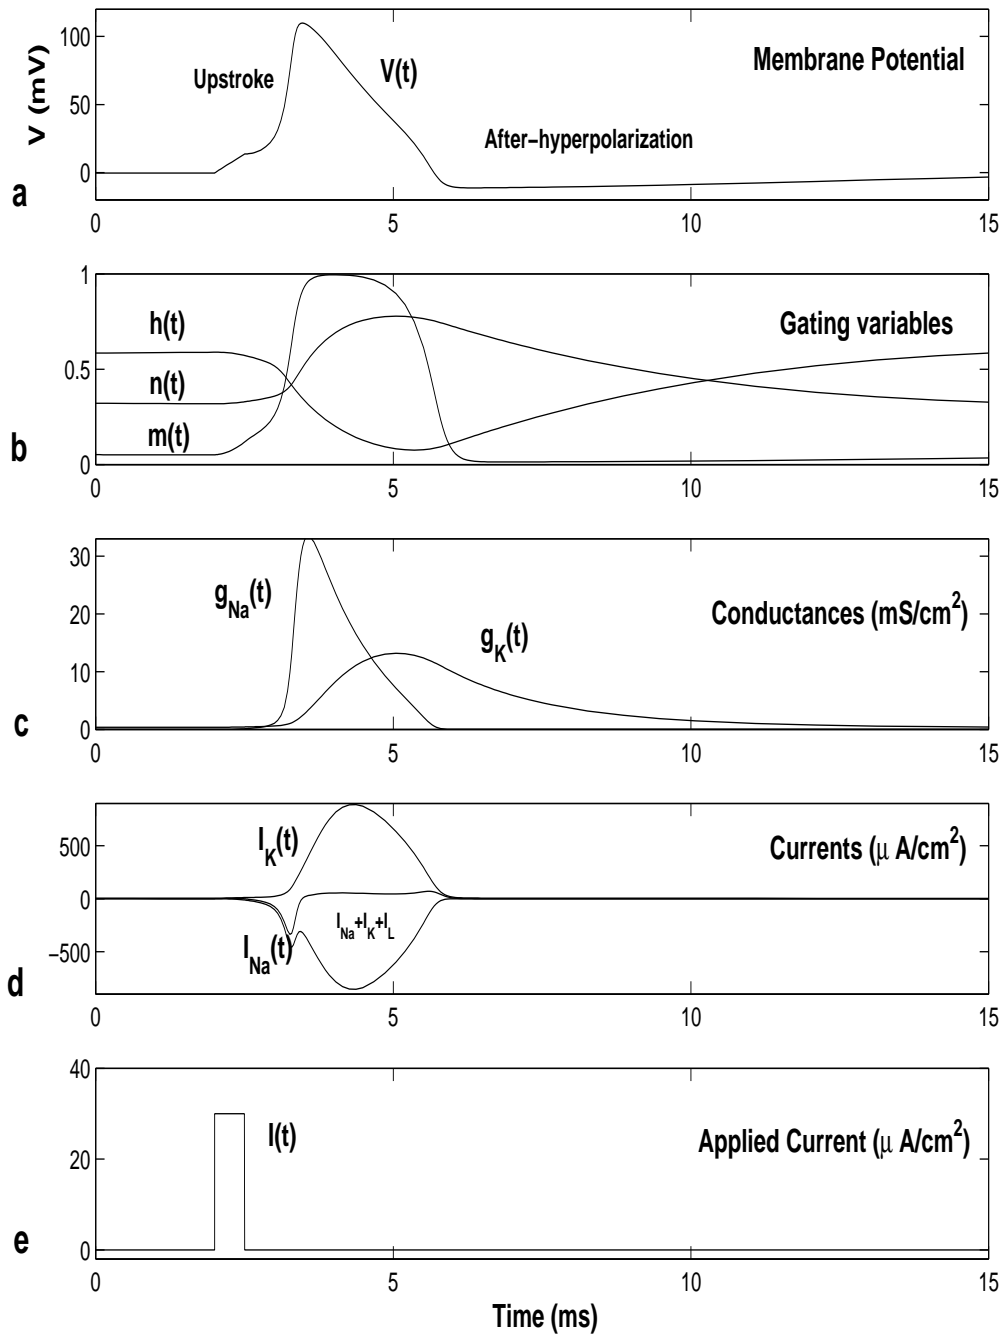 100
50
0
V (mV)
Upstroke
V(t)
Membrane Potential
After−hyperpolarization
a
0 5 10 15
1
0.5
0
h(t)
n(t)
m(t)
Gating variables
b
0 5 10 15
30
20
10
0
g_Na(t)
g_K(t)
Conductances (mS/cm²)
c
0 5 10 15
500
0
−500
I_K(t)
I_Na(t)
I_Na+I_K+I_L
Currents (μ A/cm²)
d
0 5 10 15
40
20
0
I(t)
Applied Current (μ A/cm²)
e
0 5 10 15
Time (ms)